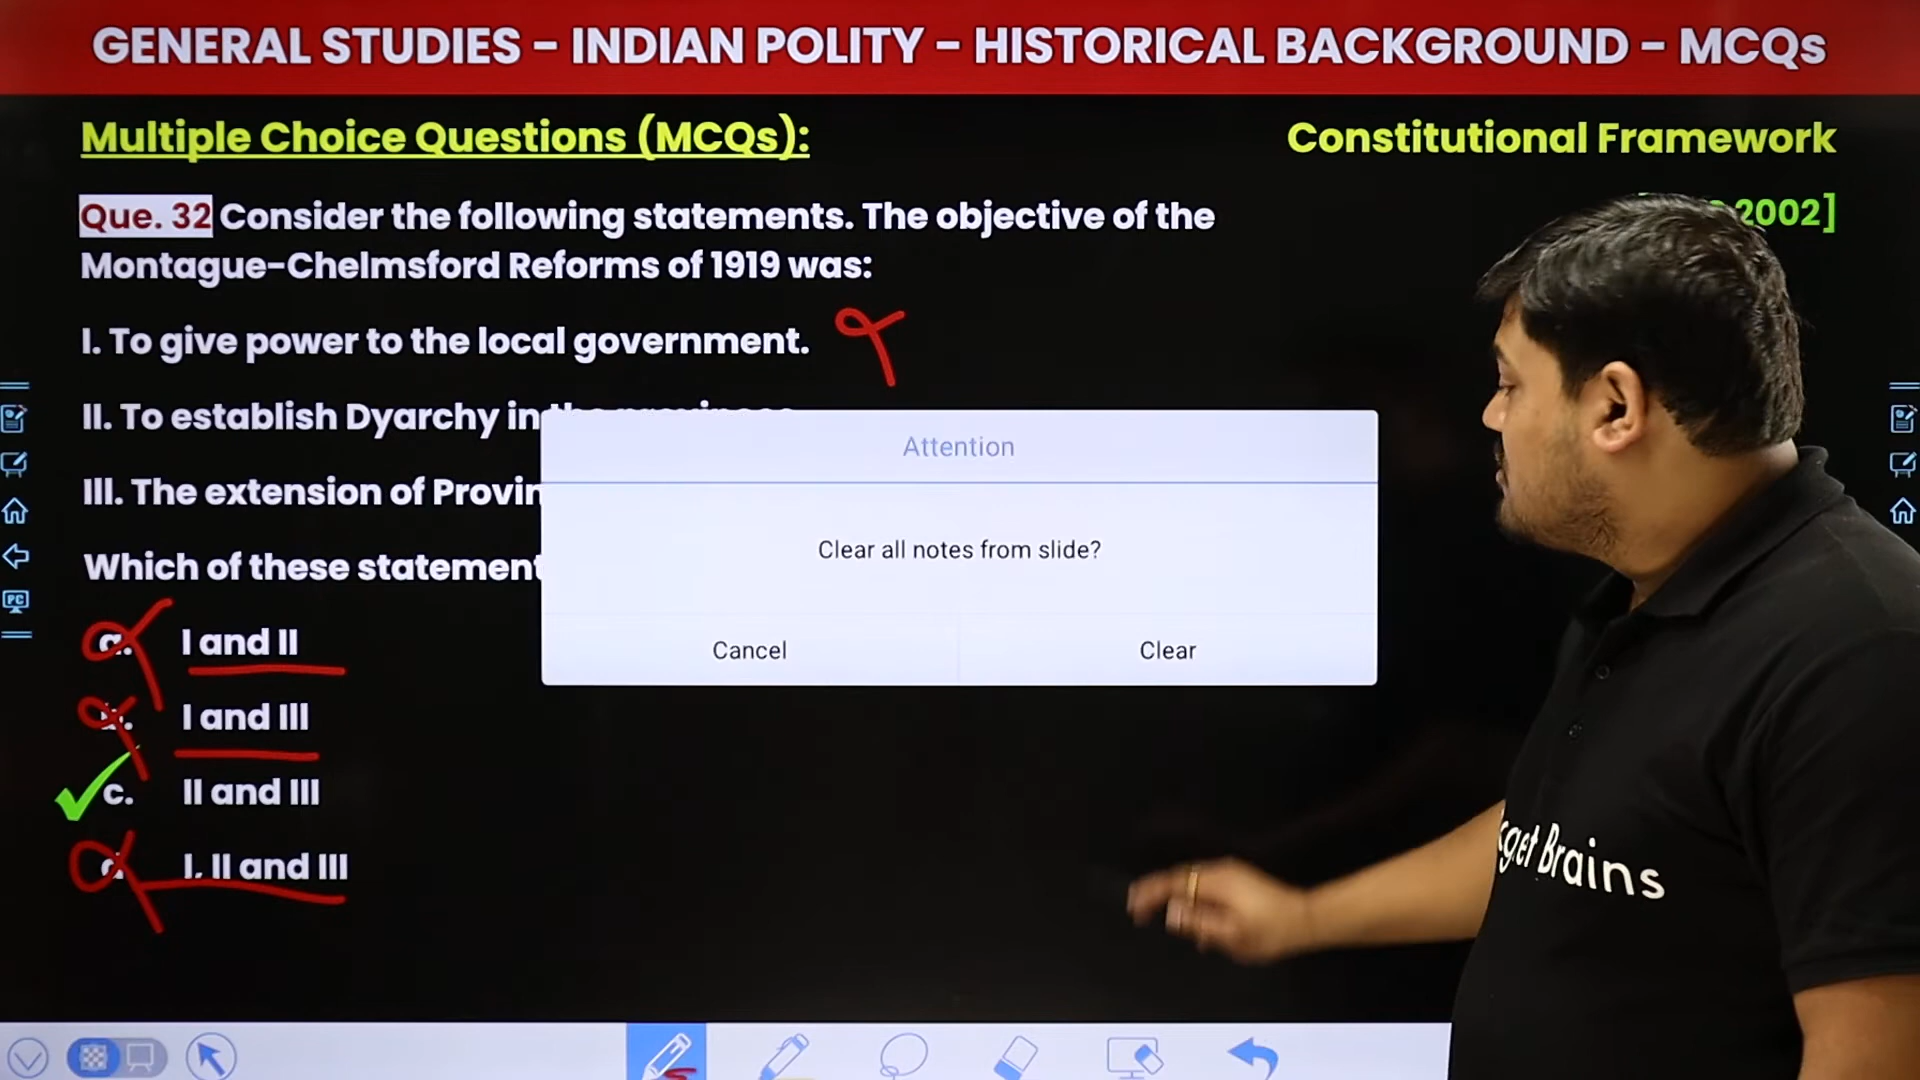 GENERAL STUDIES – INDIAN POLITY – HISTORICAL BACKGROUND – MCQs
Multiple Choice Questions (MCQs):
Constitutional Framework
2002]
Que. 32 Consider the following statements. The objective of the
Montague-Chelmsford Reforms of 1919 was:
I. To give power to the local government.
II. To establish Dyarchy in
III. The extension of
Which of these
Attention
Clear all notes from slide?
Cancel
Clear
a. I and II
b. I and III
c. II and III
d I, II and III
Brains
PC